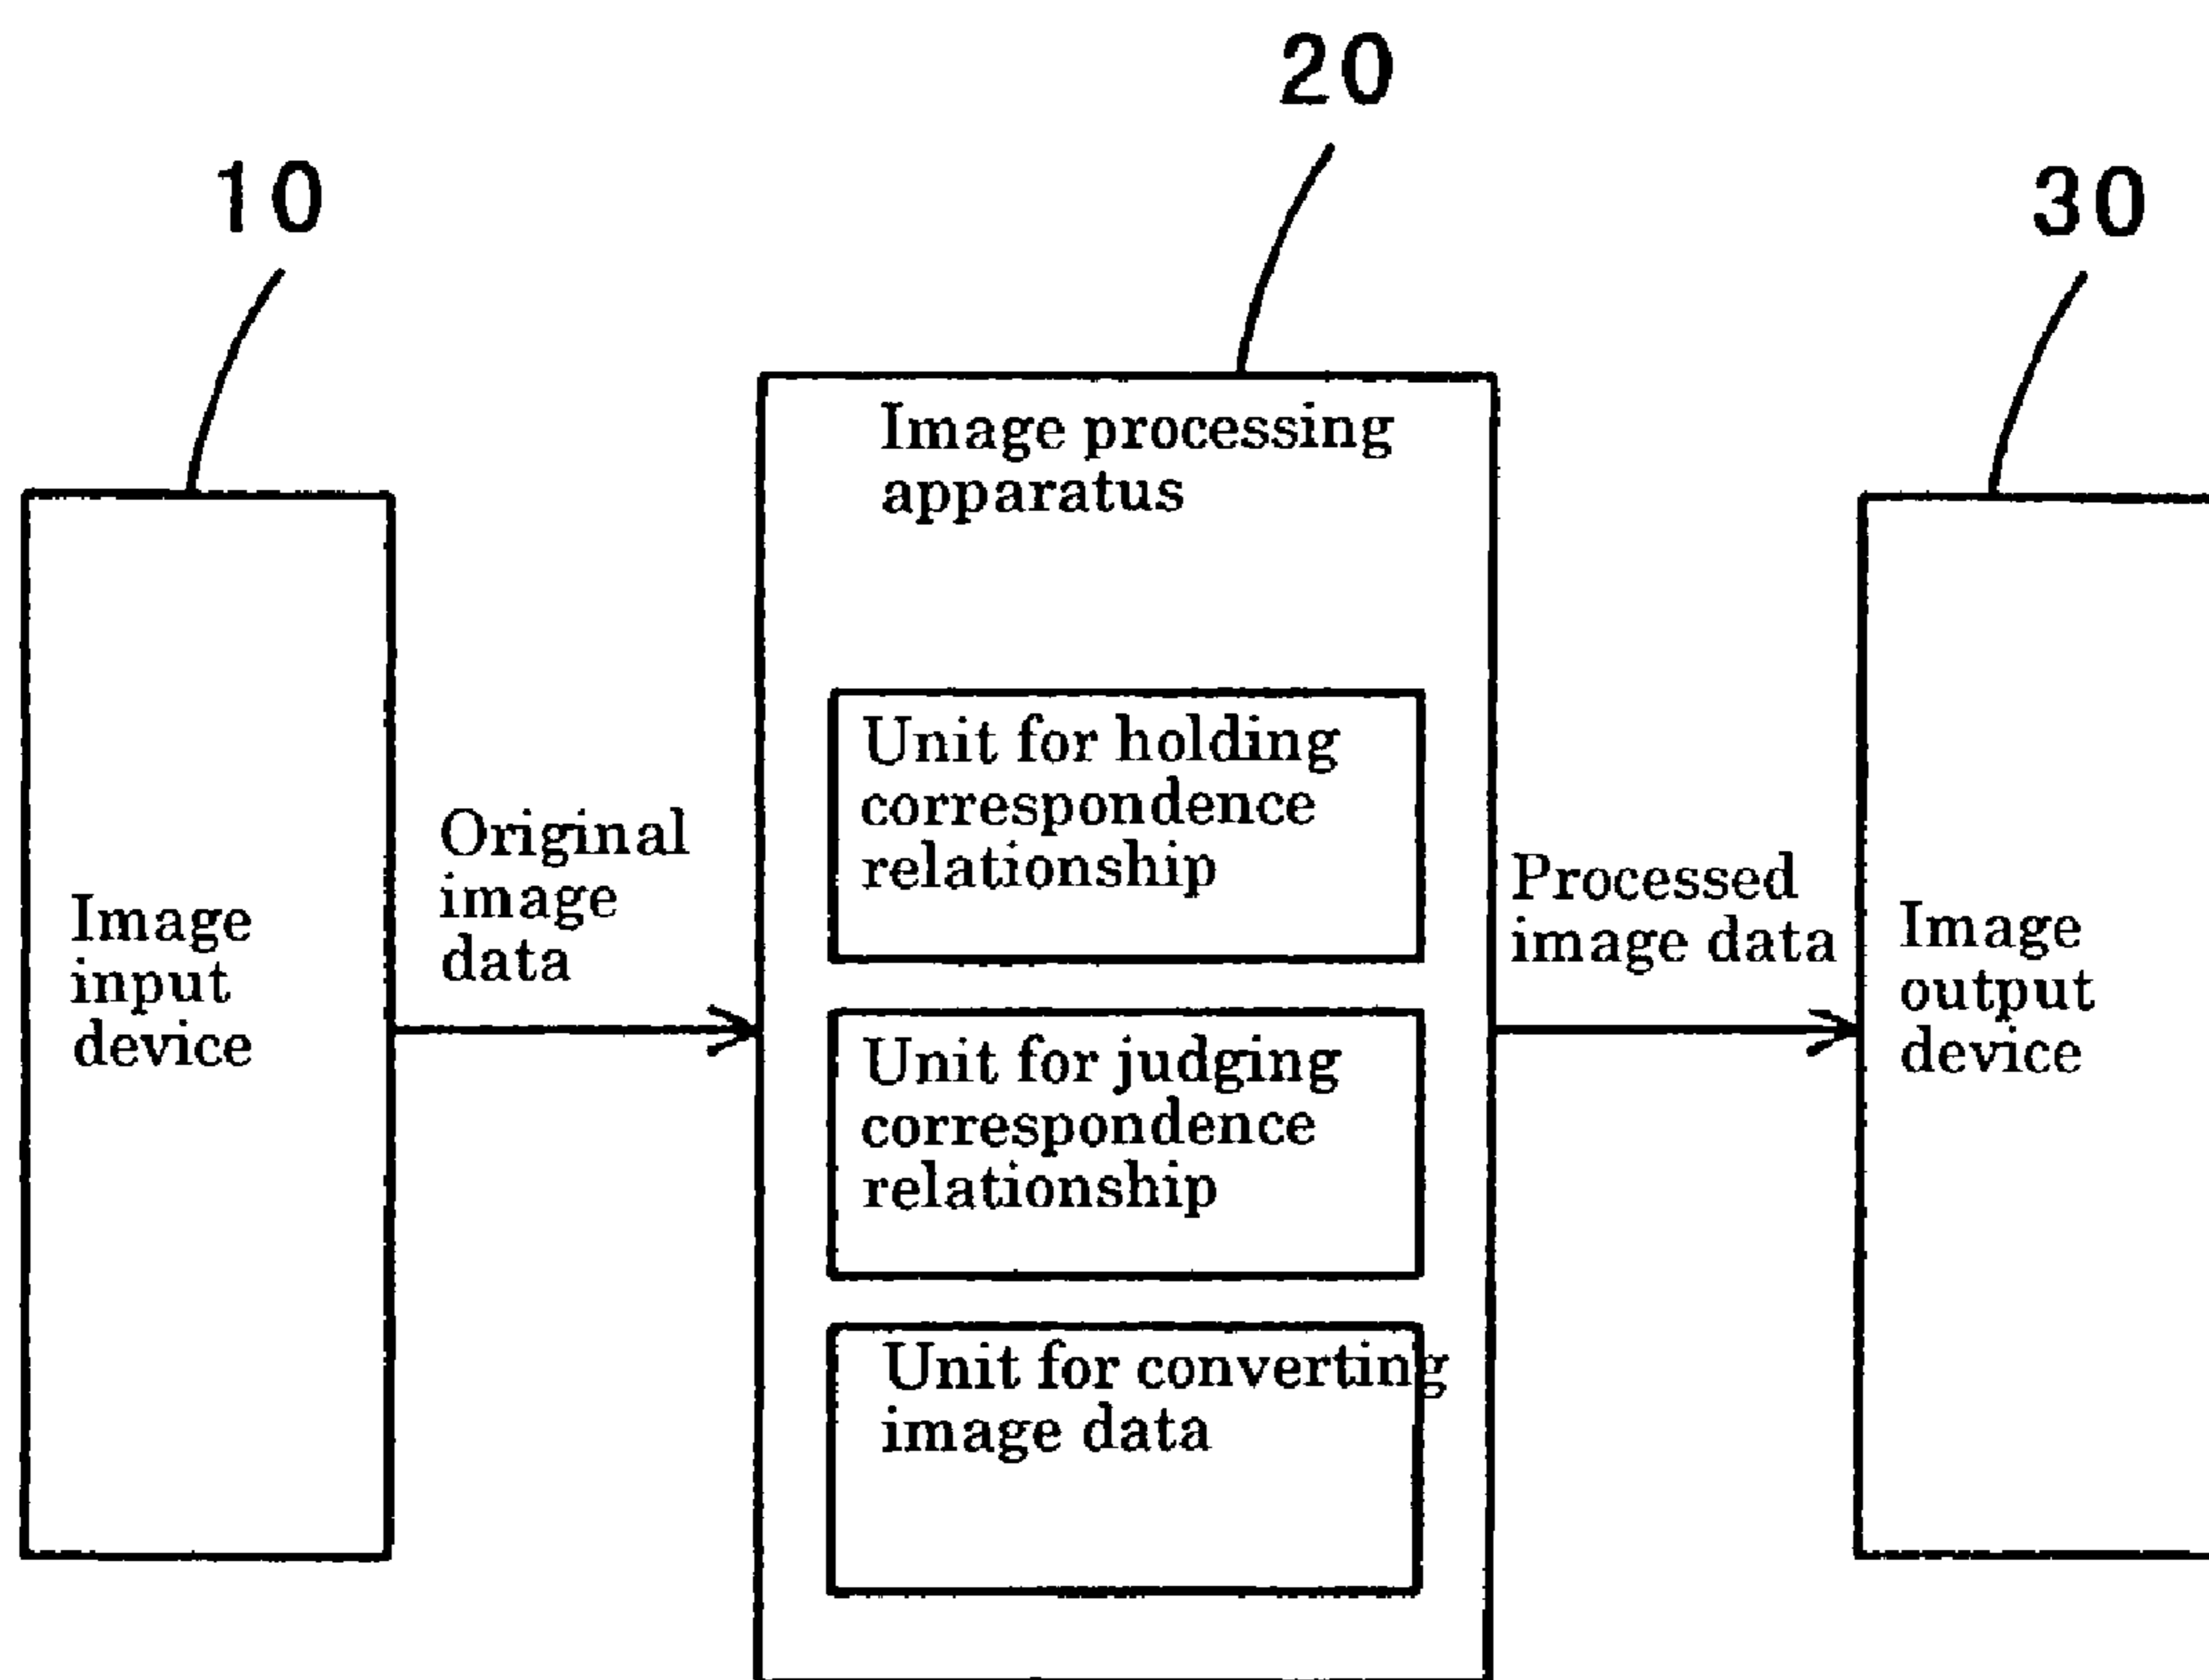 20
10
30
Image processing
apparatus
Unit for holding
correspondence
relationship
Original
image
data
Processed
image data
Image
input
device
Image
output
device
Unit for judging
correspondence
relationship
Unit for converting
image data